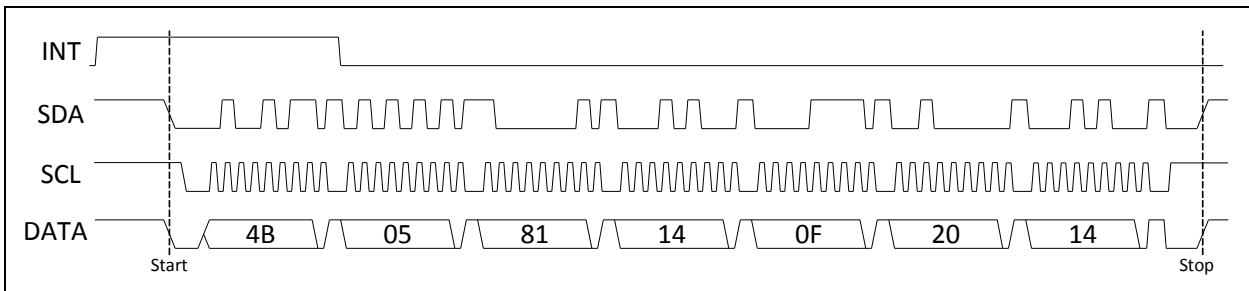 INT
SDA
SCL
DATA 4B 05 81 14 0F 20 14
Start Stop